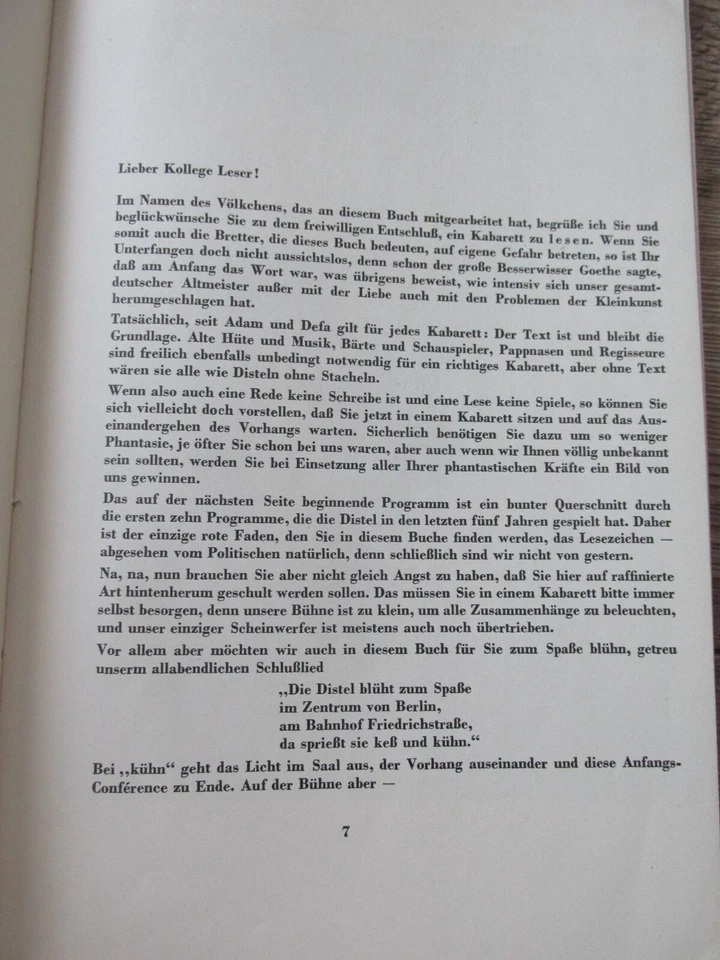 Lieber Kollege Leser!
Im Namen des Völkchens, das an diesem Buch mitgearbeitet hat, begrüße ich Sie und
beglückwünsche Sie zu dem freiwilligen Entschluß, ein Kabarett zu lesen. Wenn Sie
somit auch die Bretter, die dieses Buch bedeuten, auf eigene Gefahr betreten, so ist Ihr
Unterfangen doch nicht aussichtslos, denn schon der große Besserwisser Goethe sagte,
daß am Anfang das Wort war, was übrigens beweist, wie intensiv sich unser gesamt-
deutscher Altmeister außer mit der Liebe auch mit den Problemen der Kleinkunst
herumgeschlagen hat.
Tatsächlich, seit Adam und Defa gilt für jedes Kabarett: Der Text ist und bleibt die
Grundlage. Alte Hüte und Musik, Bärte und Schauspieler, Pappnasen und Regisseure
sind freilich ebenfalls unbedingt notwendig für ein richtiges Kabarett, aber ohne Text
wären sie alle wie Disteln ohne Stacheln.
Wenn also auch eine Rede keine Schreibe ist und eine Lese keine Spiele, so können Sie
sich vielleicht doch vorstellen, daß Sie jetzt in einem Kabarett sitzen und auf das Aus-
einandergehen des Vorhangs warten. Sicherlich benötigen Sie dazu um so weniger
Phantasie, je öfter Sie schon bei uns waren, aber auch wenn wir Ihnen völlig unbekannt
sein sollten, werden Sie bei Einsetzung aller Ihrer phantastischen Kräfte ein Bild von
uns gewinnen.
Das auf der nächsten Seite beginnende Programm ist ein bunter Querschnitt durch
die ersten zehn Programme, die die Distel in den letzten fünf Jahren gespielt hat. Daher
ist der einzige rote Faden, den Sie in diesem Buche finden werden, das Lesezeichen —
abgesehen vom Politischen natürlich, denn schließlich sind wir nicht von gestern.
Na, na, nun brauchen Sie aber nicht gleich Angst zu haben, daß Sie hier auf raffinierte
Art hintenherum geschult werden sollen. Das müssen Sie in einem Kabarett bitte immer
selbst besorgen, denn unsere Bühne ist zu klein, um alle Zusammenhänge zu beleuchten,
und unser einziger Scheinwerfer ist meistens auch noch übertrieben.
Vor allem aber möchten wir auch in diesem Buch für Sie zum Spaße blühn, getreu
unserm allabendlichen Schlußlied
„Die Distel blüht zum Spaße
im Zentrum von Berlin,
am Bahnhof Friedrichstraße,
da sprießt sie keß und kühn.“
Bei „kühn“ geht das Licht im Saal aus, der Vorhang auseinander und diese Anfangs-
Conférence zu Ende. Auf der Bühne aber —
7